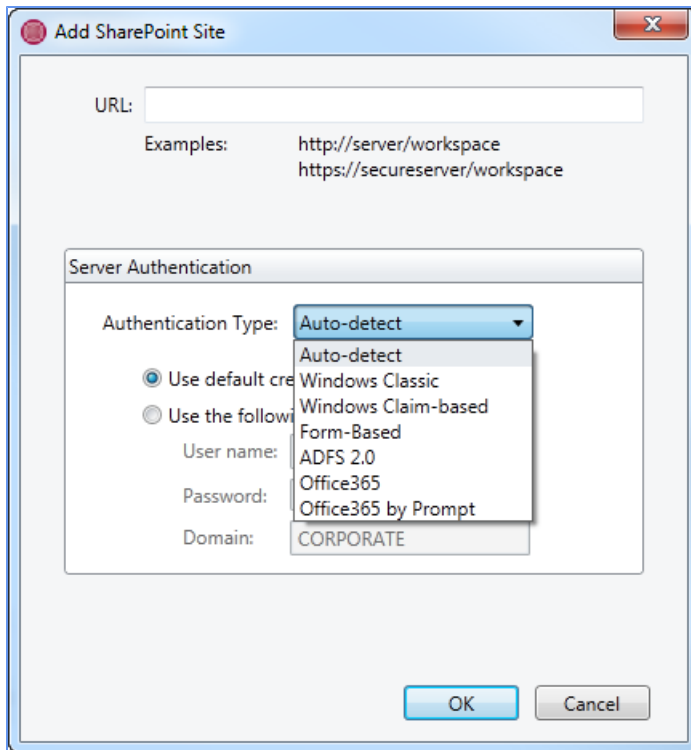 Add SharePoint Site
URL:
Examples: http://server/workspace
https://secureserver/workspace
Server Authentication
Authentication Type: Auto-detect
Auto-detect
Use default cre
Windows Classic
Windows Claim-based
Use the followi
Form-Based
User name:
ADFS 2.0
Office365
Password:
Office365 by Prompt
Domain: CORPORATE
OK Cancel